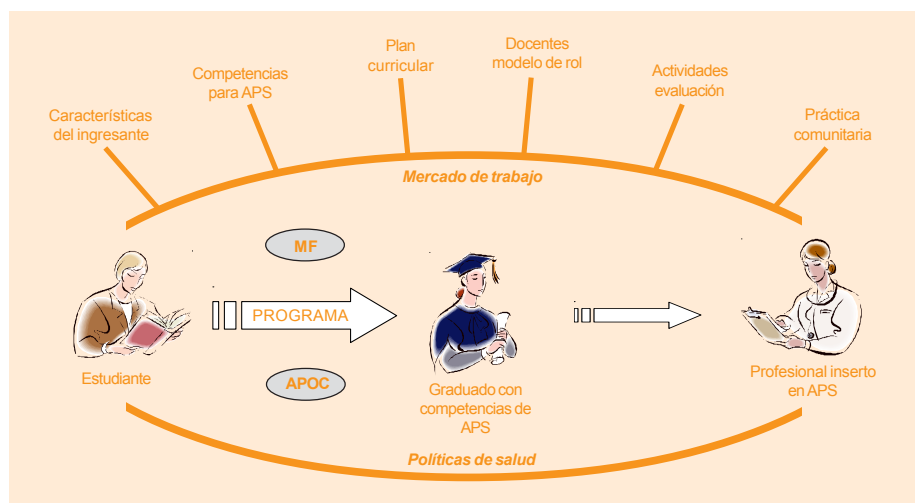 Características
del ingresante
Competencias
para APS
Plan
curricular
Docentes
modelo de rol
Actividades
evaluación
Práctica
comunitaria
Mercado de trabajo
MF
PROGRAMA
APOC
Estudiante
Graduado con
competencias de
APS
Profesional inserto
en APS
Políticas de salud